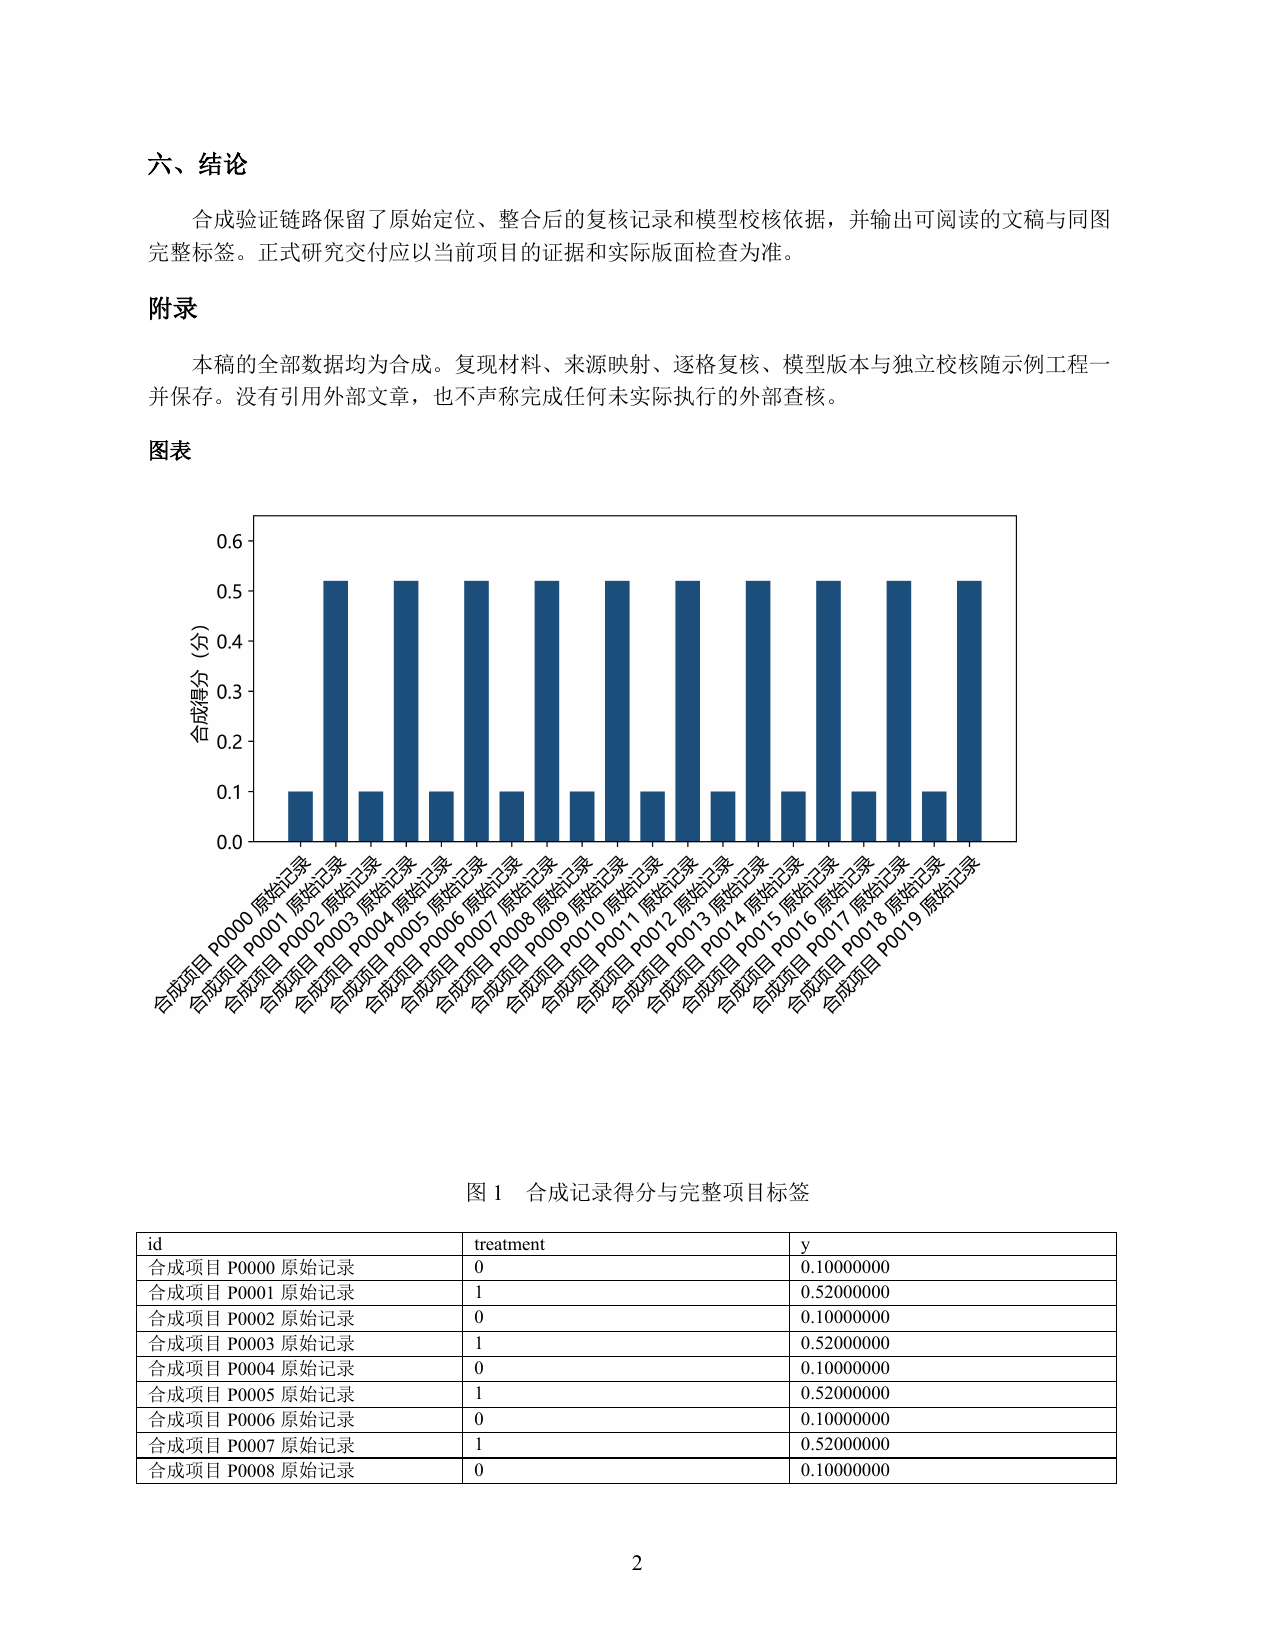 六、结论
合成验证链路保留了原始定位、整合后的复核记录和模型校核依据，并输出可阅读的文稿与同图
完整标签。正式研究交付应以当前项目的证据和实际版面检查为准。
附录
本稿的全部数据均为合成。复现材料、来源映射、逐格复核、模型版本与独立校核随示例工程一
并保存。没有引用外部文章，也不声称完成任何未实际执行的外部查核。
图表
合成得分（分）
0.6
0.5
0.4
0.3
0.2
0.1
0.0
合成项目 P0000 原始记录
合成项目 P0001 原始记录
合成项目 P0002 原始记录
合成项目 P0003 原始记录
合成项目 P0004 原始记录
合成项目 P0005 原始记录
合成项目 P0006 原始记录
合成项目 P0007 原始记录
合成项目 P0008 原始记录
合成项目 P0009 原始记录
合成项目 P0010 原始记录
合成项目 P0011 原始记录
合成项目 P0012 原始记录
合成项目 P0013 原始记录
合成项目 P0014 原始记录
合成项目 P0015 原始记录
合成项目 P0016 原始记录
合成项目 P0017 原始记录
合成项目 P0018 原始记录
合成项目 P0019 原始记录
图 1　合成记录得分与完整项目标签
id treatment y
合成项目 P0000 原始记录 0 0.10000000
合成项目 P0001 原始记录 1 0.52000000
合成项目 P0002 原始记录 0 0.10000000
合成项目 P0003 原始记录 1 0.52000000
合成项目 P0004 原始记录 0 0.10000000
合成项目 P0005 原始记录 1 0.52000000
合成项目 P0006 原始记录 0 0.10000000
合成项目 P0007 原始记录 1 0.52000000
合成项目 P0008 原始记录 0 0.10000000
2